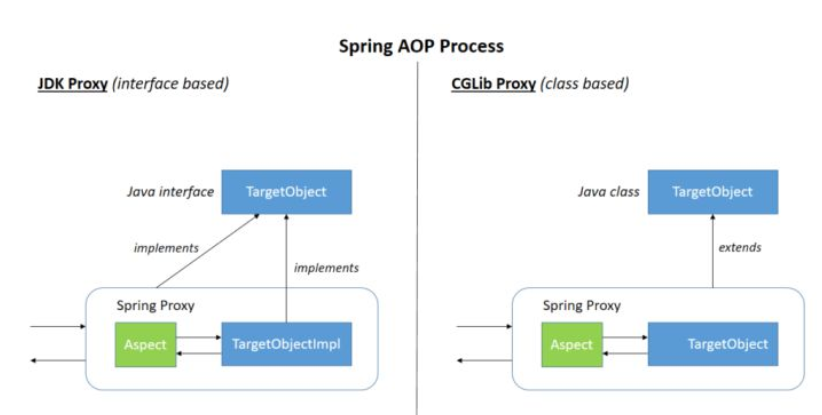 Spring AOP Process
JDK Proxy (interface based)
Java interface
TargetObject
implements
implements
Spring Proxy
Aspect
TargetObjectImpl
CGLib Proxy (class based)
Java class
TargetObject
extends
Spring Proxy
Aspect
TargetObject